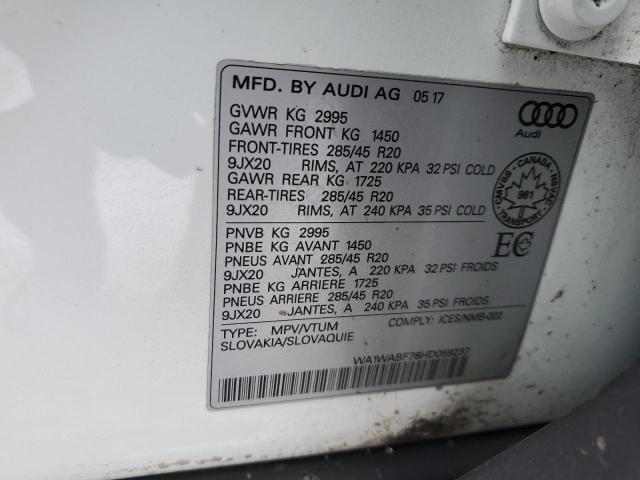 MFD. BY AUDI AG 05 17
GVWR KG 2995
GAWR FRONT KG 1450
FRONT-TIRES 285/45 R20
9JX20 RIMS, AT 220 KPA 32 PSI COLD
GAWR REAR KG 1725
REAR-TIRES 285/45 R20
9JX20 RIMS, AT 240 KPA 35 PSI COLD
Audi
CMVSS - CANADA - NSVAC
961
TRANSPORT
PNVB KG 2995
PNBE KG AVANT 1450
PNEUS AVANT 285/45 R20
9JX20 JANTES, A 220 KPA 32 PSI FROIDS
PNBE KG ARRIERE 1725
PNEUS ARRIERE 285/45 R20
9JX20 JANTES, A 240 KPA 35 PSI FROIDS
EC
TYPE: MPV/VTUM COMPLY: ICES/NMB-002
SLOVAKIA/SLOVAQUIE
WA1WABF78HD059237